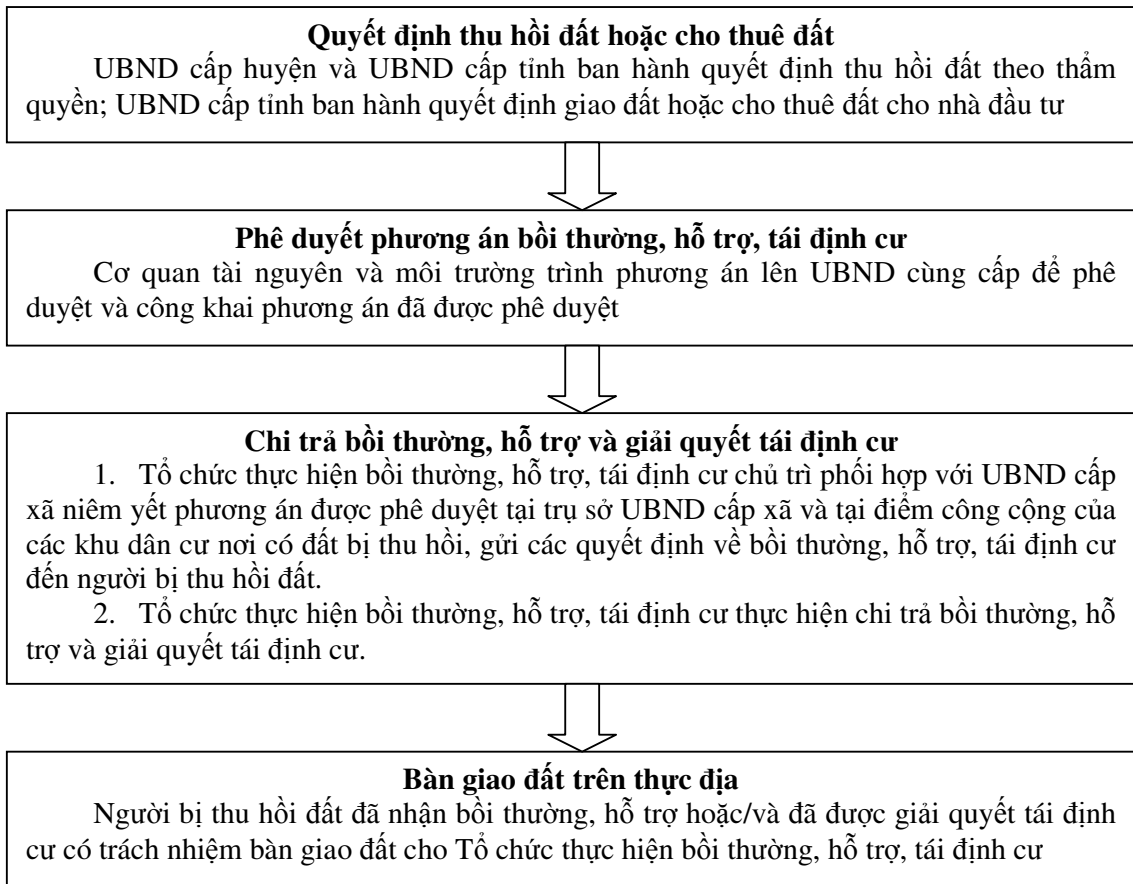 Quyết định thu hồi đất hoặc cho thuê đất
UBND cấp huyện và UBND cấp tỉnh ban hành quyết định thu hồi đất theo thẩm
quyền; UBND cấp tỉnh ban hành quyết định giao đất hoặc cho thuê đất cho nhà đầu tư
Phê duyệt phương án bồi thường, hỗ trợ, tái định cư
Cơ quan tài nguyên và môi trường trình phương án lên UBND cùng cấp để phê
duyệt và công khai phương án đã được phê duyệt
Chi trả bồi thường, hỗ trợ và giải quyết tái định cư
1. Tổ chức thực hiện bồi thường, hỗ trợ, tái định cư chủ trì phối hợp với UBND cấp
xã niêm yết phương án được phê duyệt tại trụ sở UBND cấp xã và tại điểm công cộng của
các khu dân cư nơi có đất bị thu hồi, gửi các quyết định về bồi thường, hỗ trợ, tái định cư
đến người bị thu hồi đất.
2. Tổ chức thực hiện bồi thường, hỗ trợ, tái định cư thực hiện chi trả bồi thường, hỗ
trợ và giải quyết tái định cư.
Bàn giao đất trên thực địa
Người bị thu hồi đất đã nhận bồi thường, hỗ trợ hoặc/và đã được giải quyết tái định
cư có trách nhiệm bàn giao đất cho Tổ chức thực hiện bồi thường, hỗ trợ, tái định cư